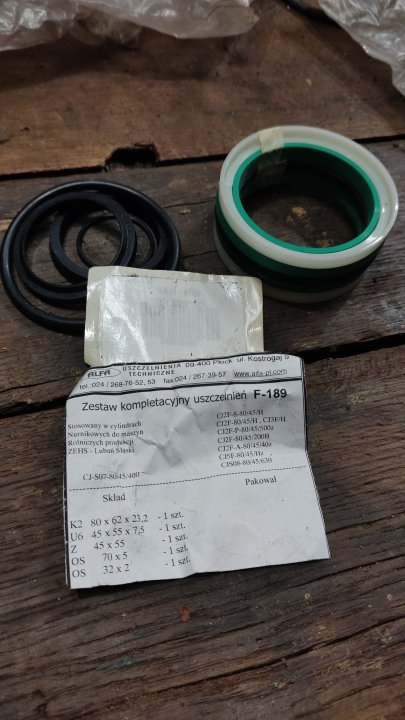 ALFA USZCZELNIENIA TECHNICZNE 09-400 Płock ul. Kostrogaj 9
tel. 024 / 268-76-52, 53 fax: 024 / 267-39-57 www.alfa-pl.com
Zestaw kompletacyjny uszczelnień F-189
Stosowany w cylindrach
Nurnikowych do maszyn
Rolniczych produkcji
ZEHS - Lubań Śląski
CJ-S07-80/45/400
CJ2F-8-80/45/H
CJ2F-80/45/H , CJ3F/H
CJ2F-P-80/45/500z
CJ2F-80/45/200B
CJ2F-A-80/45/40z
CJ5F-80/45/Hz
CJS08-80/45/630
Skład
Pakował
K2 80 x 62 x 23,2 - 1 szt.
U6 45 x 55 x 7,5 - 1 szt.
Z 45 x 55 - 1 szt.
OS 70 x 5 - 1 szt.
OS 32 x 2 - 1 szt.